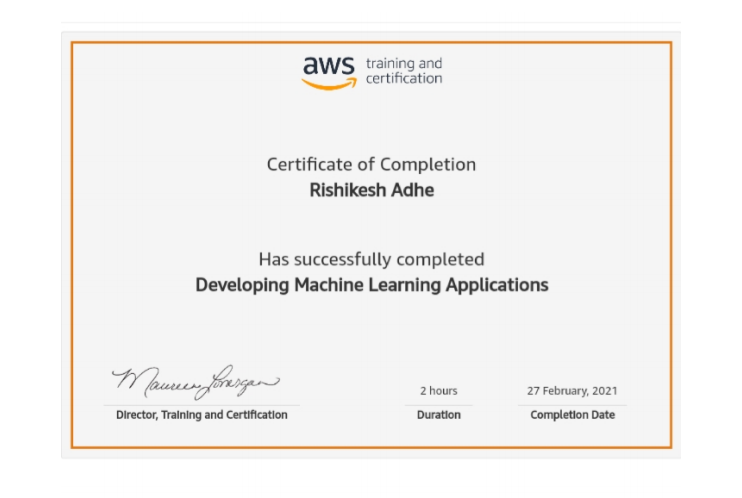 aws training and
certification
Certificate of Completion
Rishikesh Adhe
Has successfully completed
Developing Machine Learning Applications
Maureen Lonergan
2 hours 27 February, 2021
Director, Training and Certification Duration Completion Date